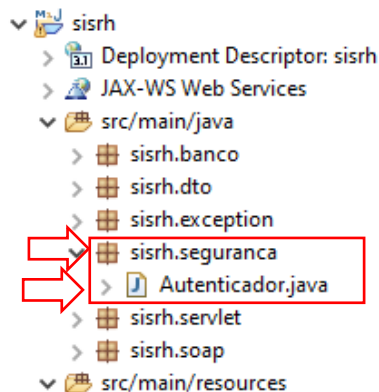 sisrh
Deployment Descriptor: sisrh
JAX-WS Web Services
src/main/java
sisrh.banco
sisrh.dto
sisrh.exception
sisrh.seguranca
Autenticador.java
sisrh.servlet
sisrh.soap
src/main/resources